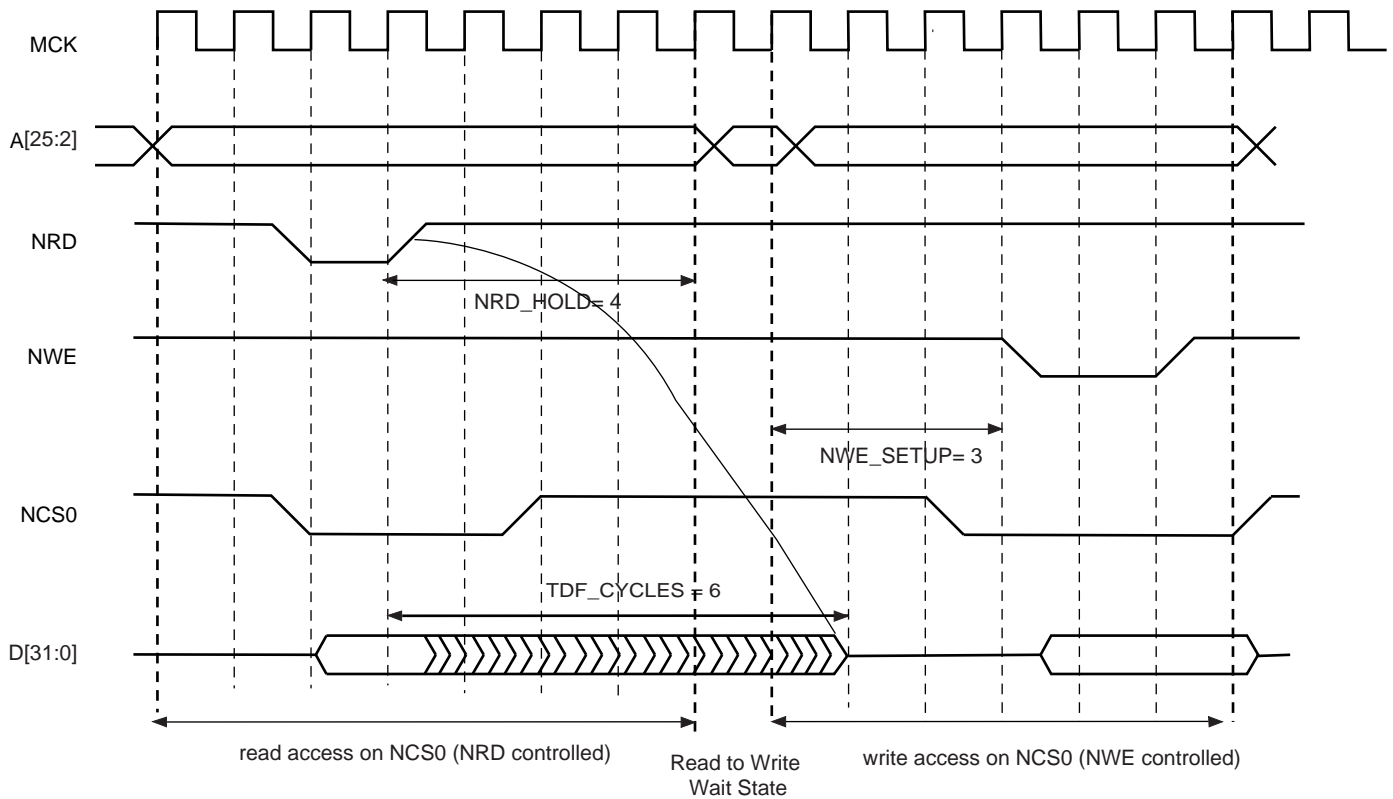 MCK
A[25:2]
NRD
NRD_HOLD= 4
NWE
NWE_SETUP= 3
NCS0
TDF_CYCLES = 6
D[31:0]
read access on NCS0 (NRD controlled)
Read to Write
Wait State
write access on NCS0 (NWE controlled)